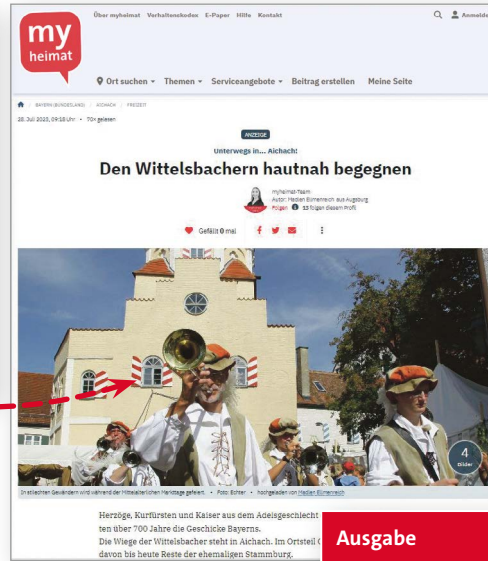 my
heimat
Über myheimat Verhaltenskodex E-Paper Hilfe Kontakt
Anmelde
Ort suchen Themen Serviceangebote Beitrag erstellen Meine Seite
BAYERN (BUNDESLAND) / AICHACH / FREIZEIT
28. Juli 2023, 09:18 Uhr • 70× gelesen
ANZEIGE
Unterwegs in... Aichach!
Den Wittelsbachern hautnah begegnen
myheimat-Team
Autor: Medien Elmenreich aus Augsburg
Folgen 13 folgen diesem Profil
Gefällt 0 mal
4
Bilder
In stilechten Gewändern wird während der Mittelalterlichen Markttage gefeiert. • Foto: Echter • hochgeladen von Medien Elmenreich
Herzöge, Kurfürsten und Kaiser aus dem Adelsgeschlecht
ten über 700 Jahre die Geschicke Bayerns.
Die Wiege der Wittelsbacher steht in Aichach. Im Ortsteil
davon bis heute Reste der ehemaligen Stammburg.
Ausgabe